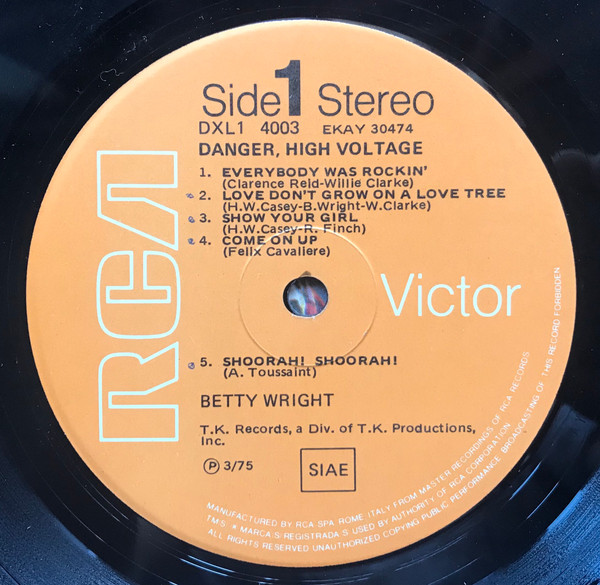 Side 1 Stereo
DXL1 4003 EKAY 30474
DANGER, HIGH VOLTAGE
1. EVERYBODY WAS ROCKIN'
(Clarence Reid-Willie Clarke)
2. LOVE DON'T GROW ON A LOVE TREE
(H.W.Casey-B.Wright-W.Clarke)
3. SHOW YOUR GIRL
(H.W.Casey-R. Finch)
4. COME ON UP
(Felix Cavaliere)
RCA
Victor
5. SHOORAH! SHOORAH!
(A. Toussaint)
BETTY WRIGHT
T.K. Records, a Div. of T.K. Productions,
Inc.
Ⓟ 3/75
SIAE
MANUFACTURED BY RCA SPA ROME ITALY FROM MASTER RECORDINGS OF RCA RECORDS
TMS ★ MARCA(S) REGISTRADA(S) USED BY AUTHORITY OF RCA CORPORATION
ALL RIGHTS RESERVED UNAUTHORIZED COPYING PUBLIC PERFORMANCE BROADCASTING OF THIS RECORD FORBIDDEN